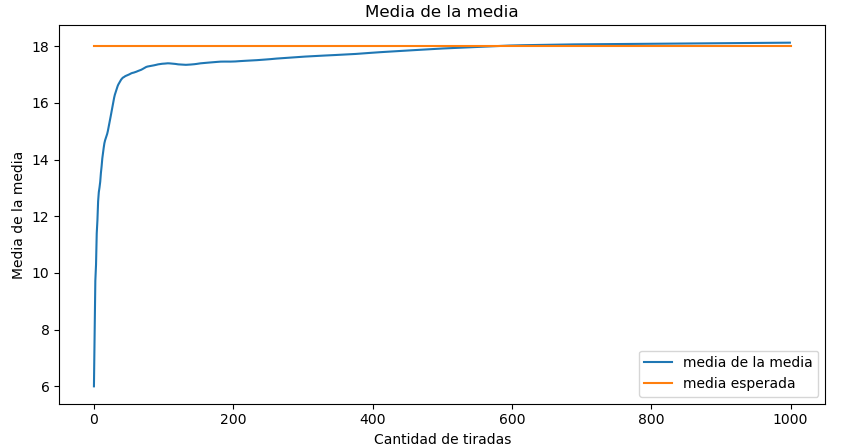 Media de la media
Media de la media
18
16
14
12
10
8
6
media de la media
media esperada
0
200
400
600
800
1000
Cantidad de tiradas